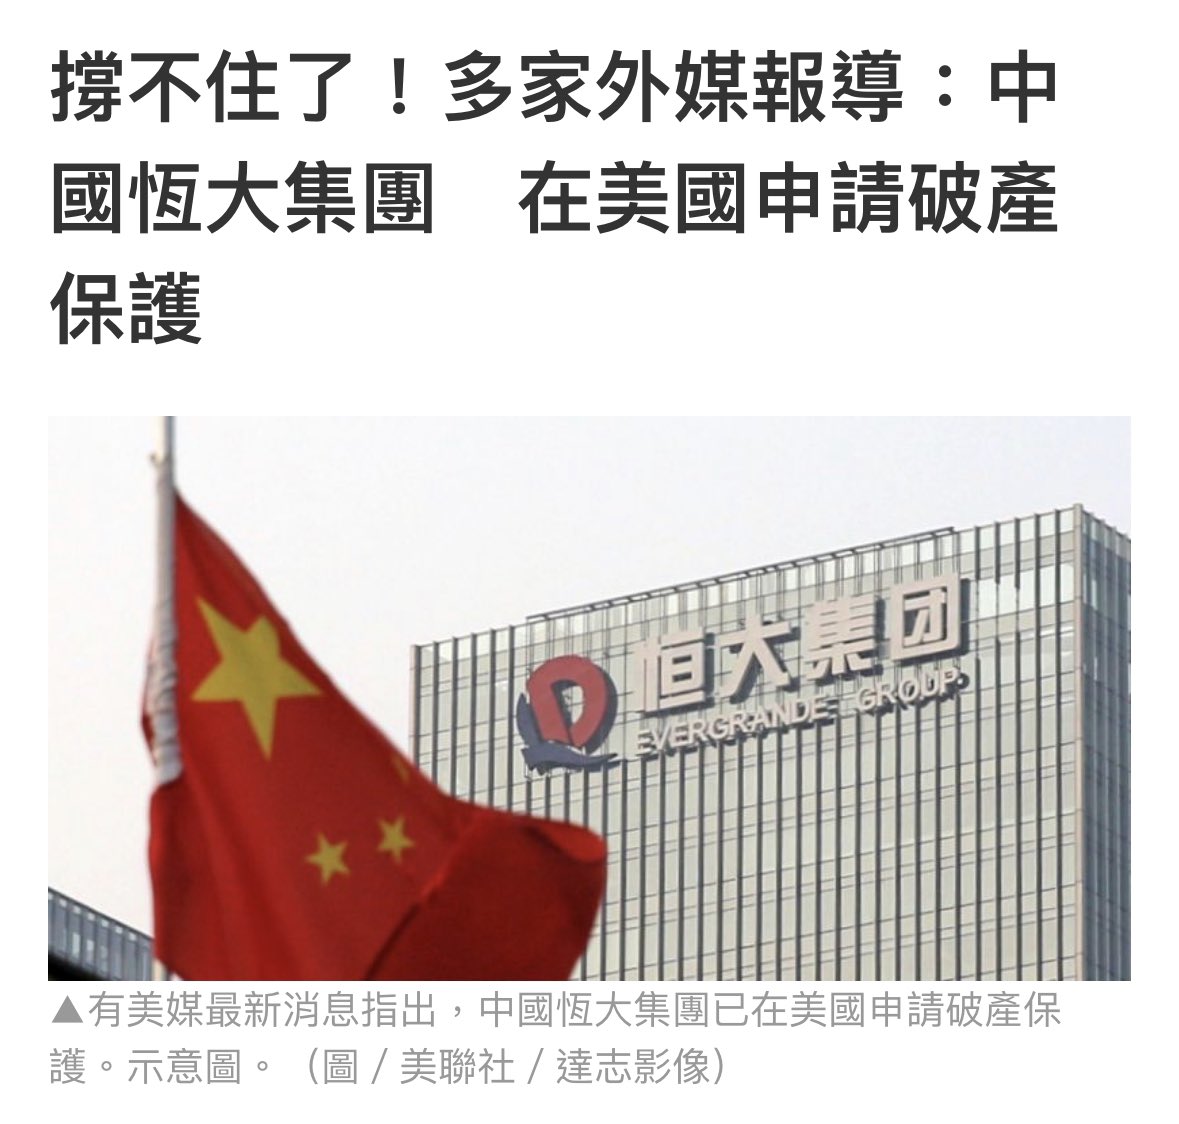 撐不住了！多家外媒報導：中
國恆大集團　在美國申請破產
保護
恒大集团
EVERGRANDE GROUP
▲有美媒最新消息指出，中國恆大集團已在美國申請破產保
護。示意圖。（圖／美聯社／達志影像）